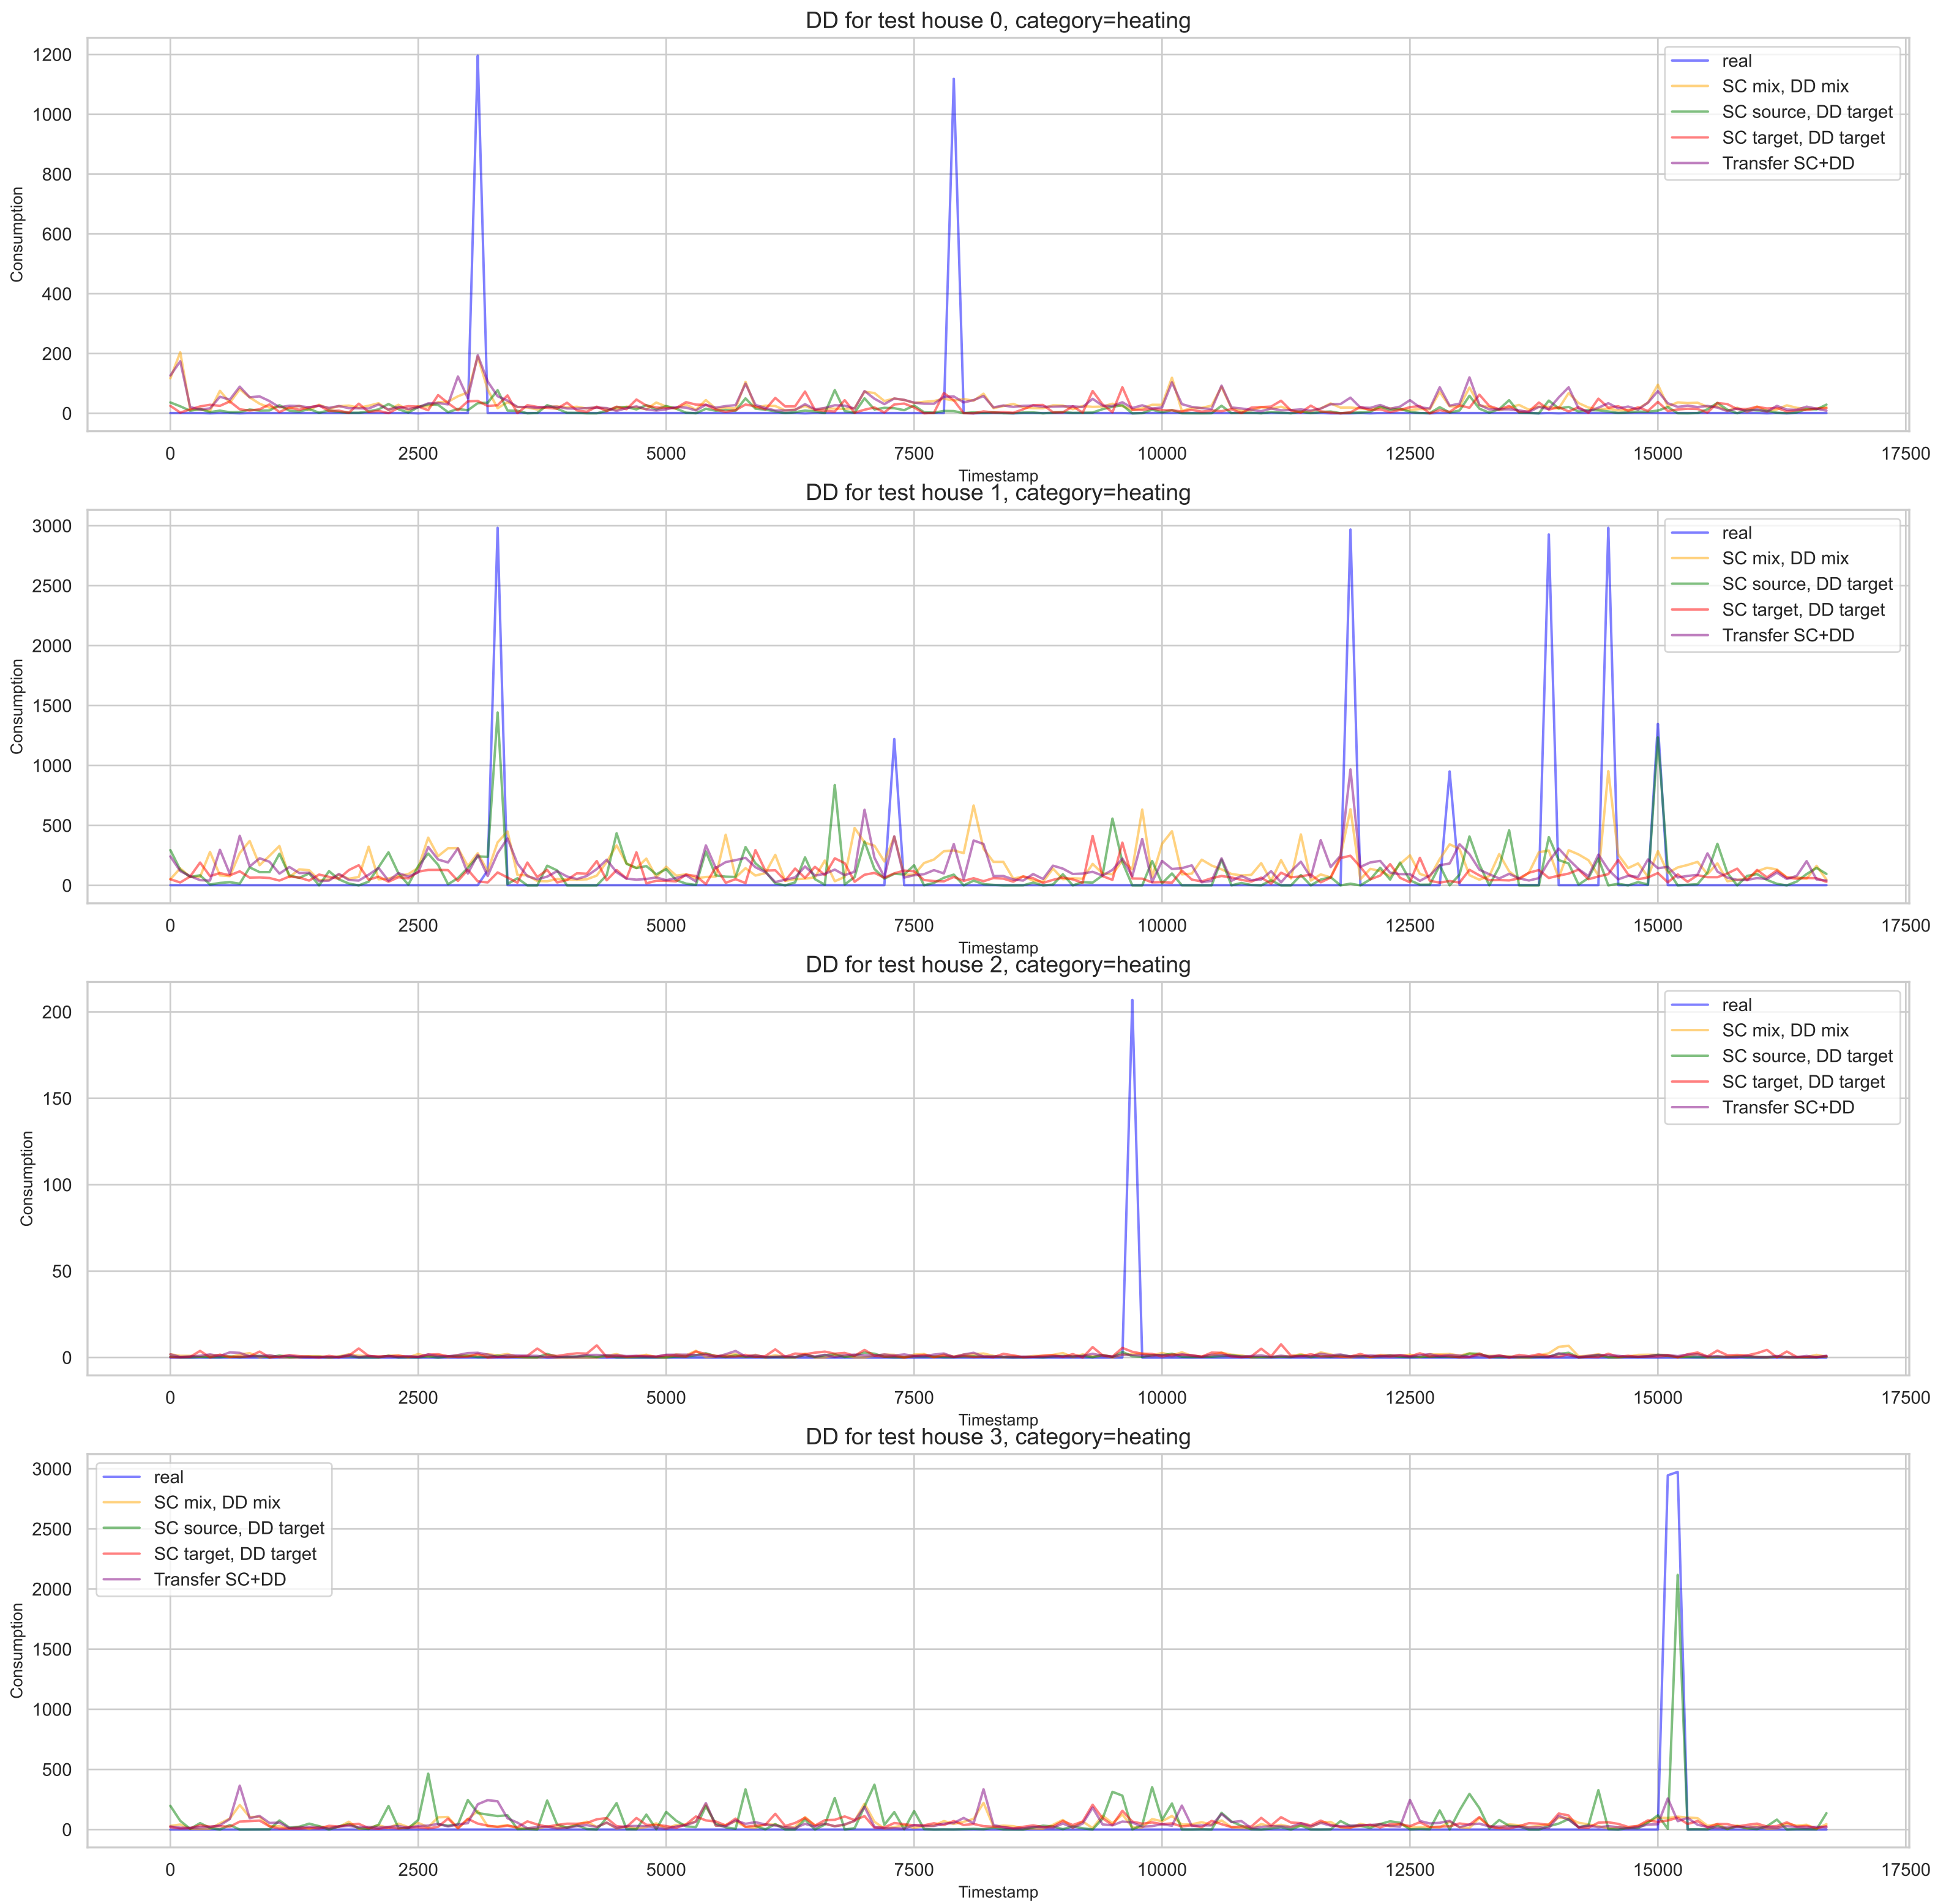 DD for test house 0, category=heating
1200
1000
800
600
400
200
0
Consumption
real
SC mix, DD mix
SC source, DD target
SC target, DD target
Transfer SC+DD
0 2500 5000 7500 10000 12500 15000 17500
Timestamp
DD for test house 1, category=heating
3000
2500
2000
1500
1000
500
0
Consumption
real
SC mix, DD mix
SC source, DD target
SC target, DD target
Transfer SC+DD
0 2500 5000 7500 10000 12500 15000 17500
Timestamp
DD for test house 2, category=heating
200
150
100
50
0
Consumption
real
SC mix, DD mix
SC source, DD target
SC target, DD target
Transfer SC+DD
0 2500 5000 7500 10000 12500 15000 17500
Timestamp
DD for test house 3, category=heating
3000
2500
2000
1500
1000
500
0
Consumption
real
SC mix, DD mix
SC source, DD target
SC target, DD target
Transfer SC+DD
0 2500 5000 7500 10000 12500 15000 17500
Timestamp